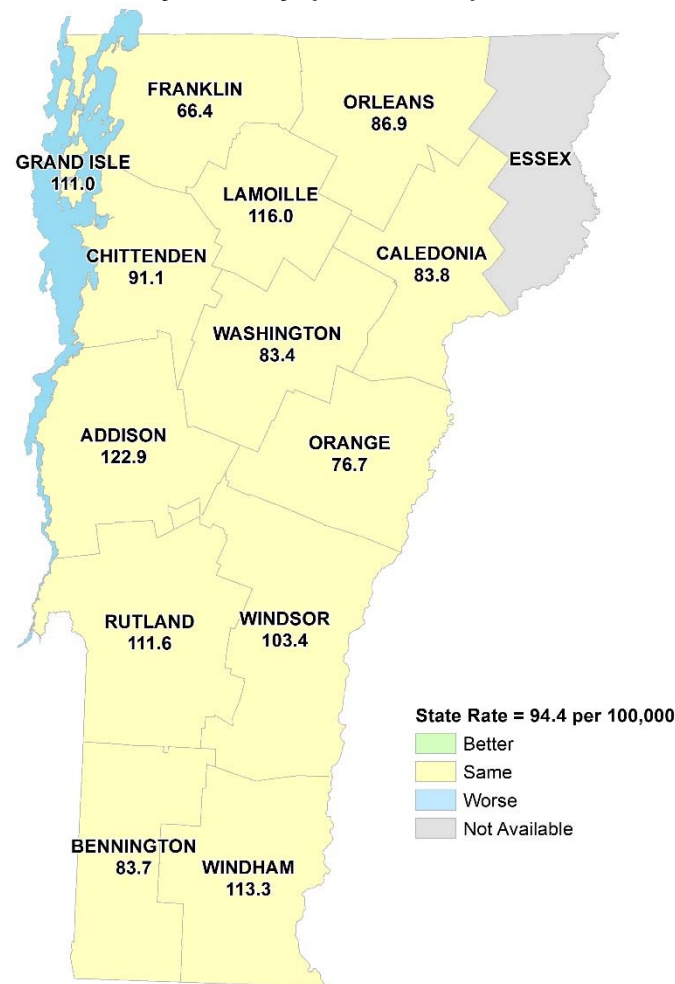 FRANKLIN
66.4
ORLEANS
86.9
ESSEX
GRAND ISLE
111.0
LAMOILLE
116.0
CHITTENDEN
91.1
CALEDONIA
83.8
WASHINGTON
83.4
ADDISON
122.9
ORANGE
76.7
RUTLAND
111.6
WINDSOR
103.4
State Rate = 94.4 per 100,000
Better
Same
Worse
Not Available
BENNINGTON
83.7
WINDHAM
113.3